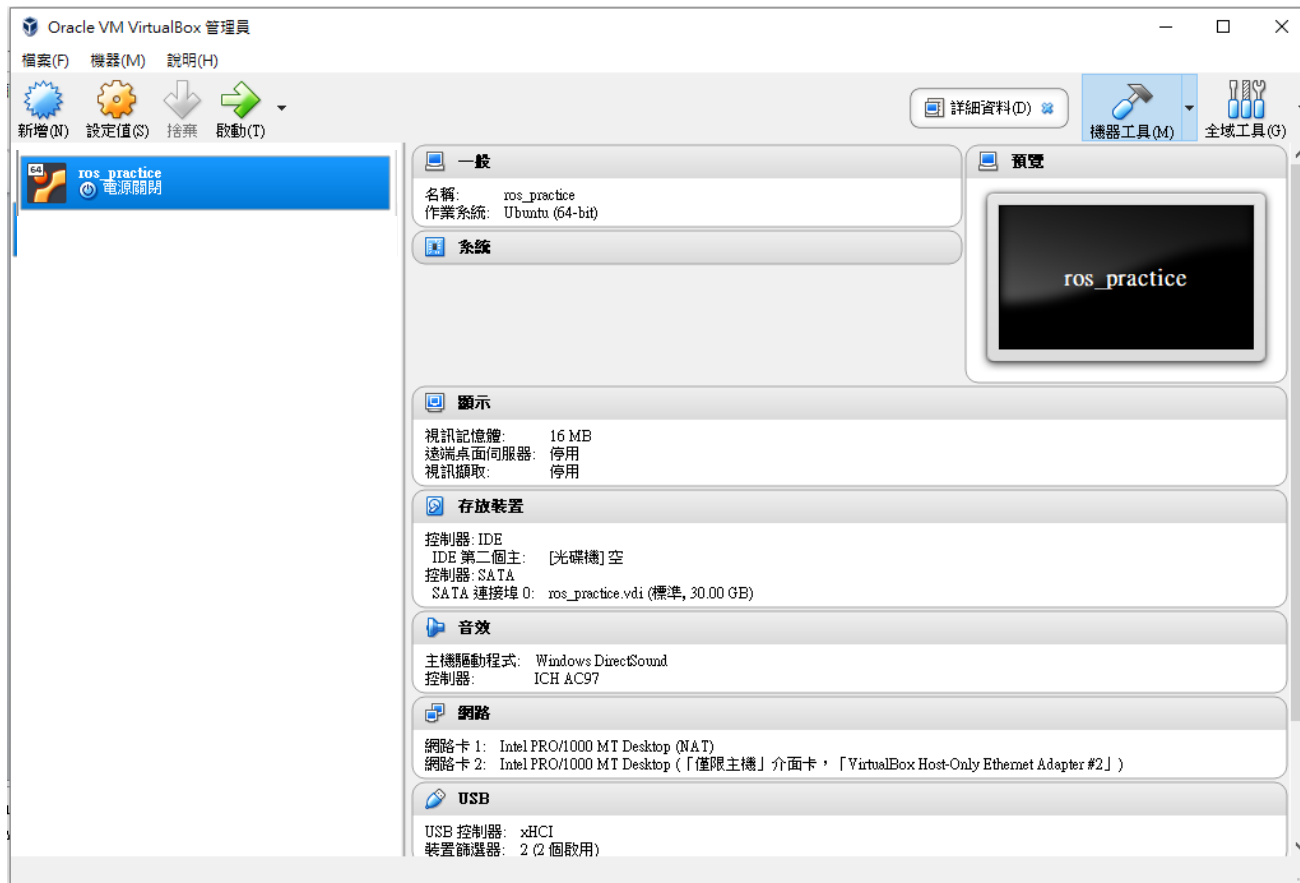 Oracle VM VirtualBox 管理員
檔案(F) 機器(M) 說明(H)
新增(N) 設定值(S) 捨棄 啟動(T) 詳細資料(D) 機器工具(M) 全域工具(G)
64
ros_practice
電源關閉
一般
名稱: ros_practice
作業系統: Ubuntu (64-bit)
系統
預覽
ros_practice
顯示
視訊記憶體: 16 MB
遠端桌面伺服器: 停用
視訊擷取: 停用
存放裝置
控制器: IDE
IDE 第二個主: [光碟機] 空
控制器: SATA
SATA 連接埠 0: ros_practice.vdi (標準, 30.00 GB)
音效
主機驅動程式: Windows DirectSound
控制器: ICH AC97
網路
網路卡 1: Intel PRO/1000 MT Desktop (NAT)
網路卡 2: Intel PRO/1000 MT Desktop (「僅限主機」介面卡，「VirtualBox Host-Only Ethernet Adapter #2」)
USB
USB 控制器: xHCI
裝置篩選器: 2 (2 個啟用)